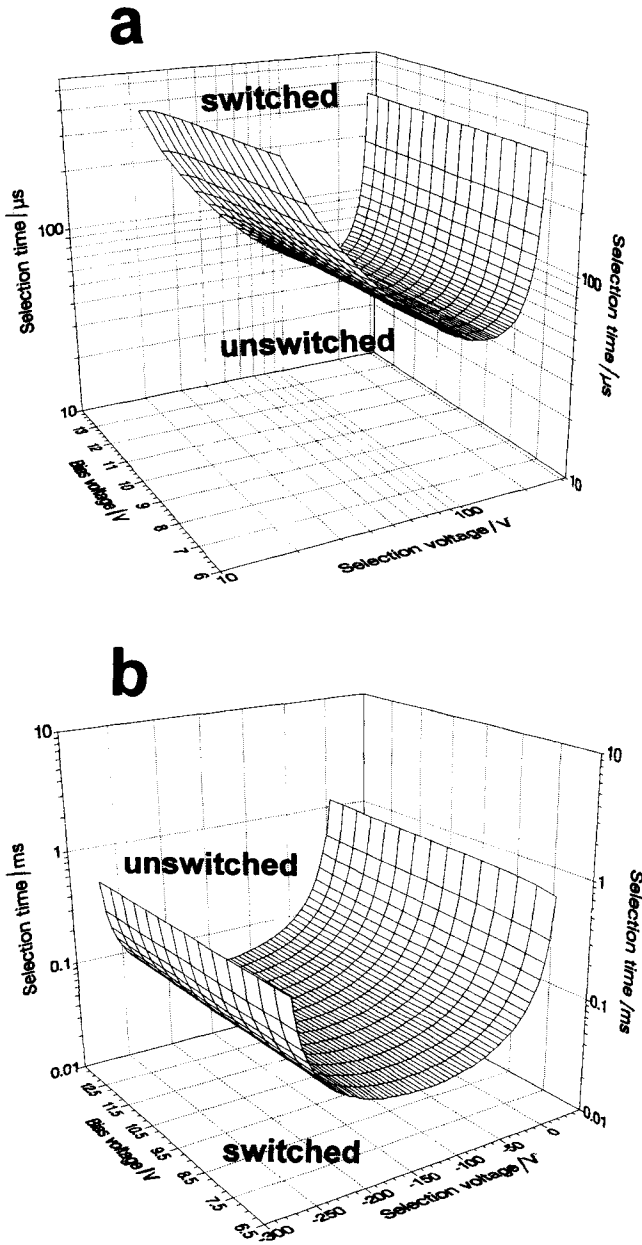 a
switched
unswitched
Selection time/µs
100
10
Bias voltage/V
13
12
11
10
9
8
7
6
10
100
Selection voltage/V
Selection time/µs
100
10
b
unswitched
switched
Selection time/ms
10
1
0.1
0.01
Bias voltage/V
12.5
11.5
10.5
9.5
8.5
7.5
6.5
-300
-250
-200
-150
-100
-50
0
Selection voltage/V
Selection time/ms
10
1
0.1
0.01